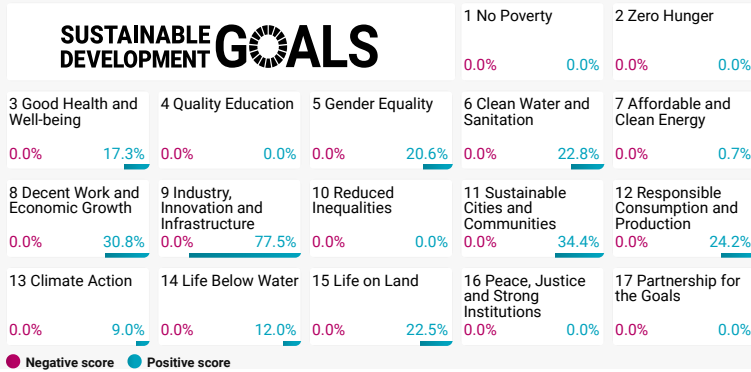 SUSTAINABLE
DEVELOPMENT
GOALS
1 No Poverty
0.0% 0.0%
2 Zero Hunger
0.0% 0.0%
3 Good Health and
Well-being
0.0% 17.3%
4 Quality Education
0.0% 0.0%
5 Gender Equality
0.0% 20.6%
6 Clean Water and
Sanitation
0.0% 22.8%
7 Affordable and
Clean Energy
0.0% 0.7%
8 Decent Work and
Economic Growth
0.0% 30.8%
9 Industry,
Innovation and
Infrastructure
0.0% 77.5%
10 Reduced
Inequalities
0.0% 0.0%
11 Sustainable
Cities and
Communities
0.0% 34.4%
12 Responsible
Consumption and
Production
0.0% 24.2%
13 Climate Action
0.0% 9.0%
14 Life Below Water
0.0% 12.0%
15 Life on Land
0.0% 22.5%
16 Peace, Justice
and Strong
Institutions
0.0% 0.0%
17 Partnership for
the Goals
0.0% 0.0%
Negative score Positive score